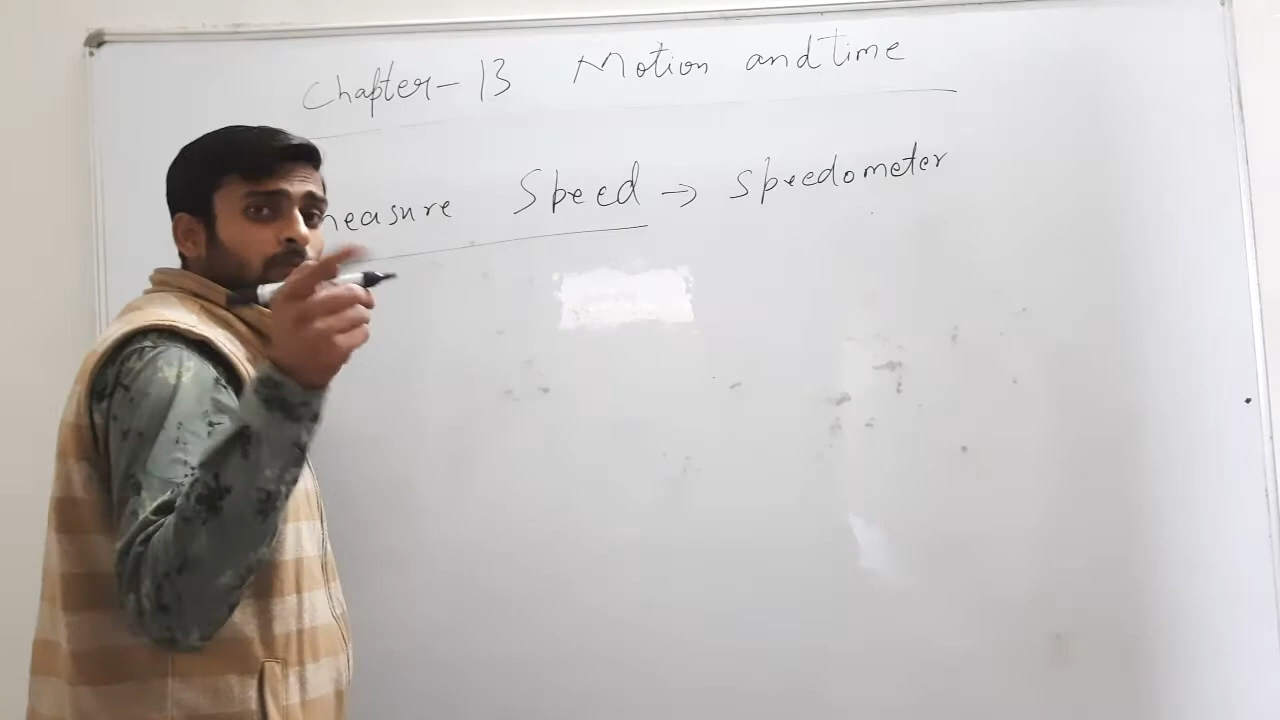 Chapter-13 Motion and time
measure Speed → Speedometer